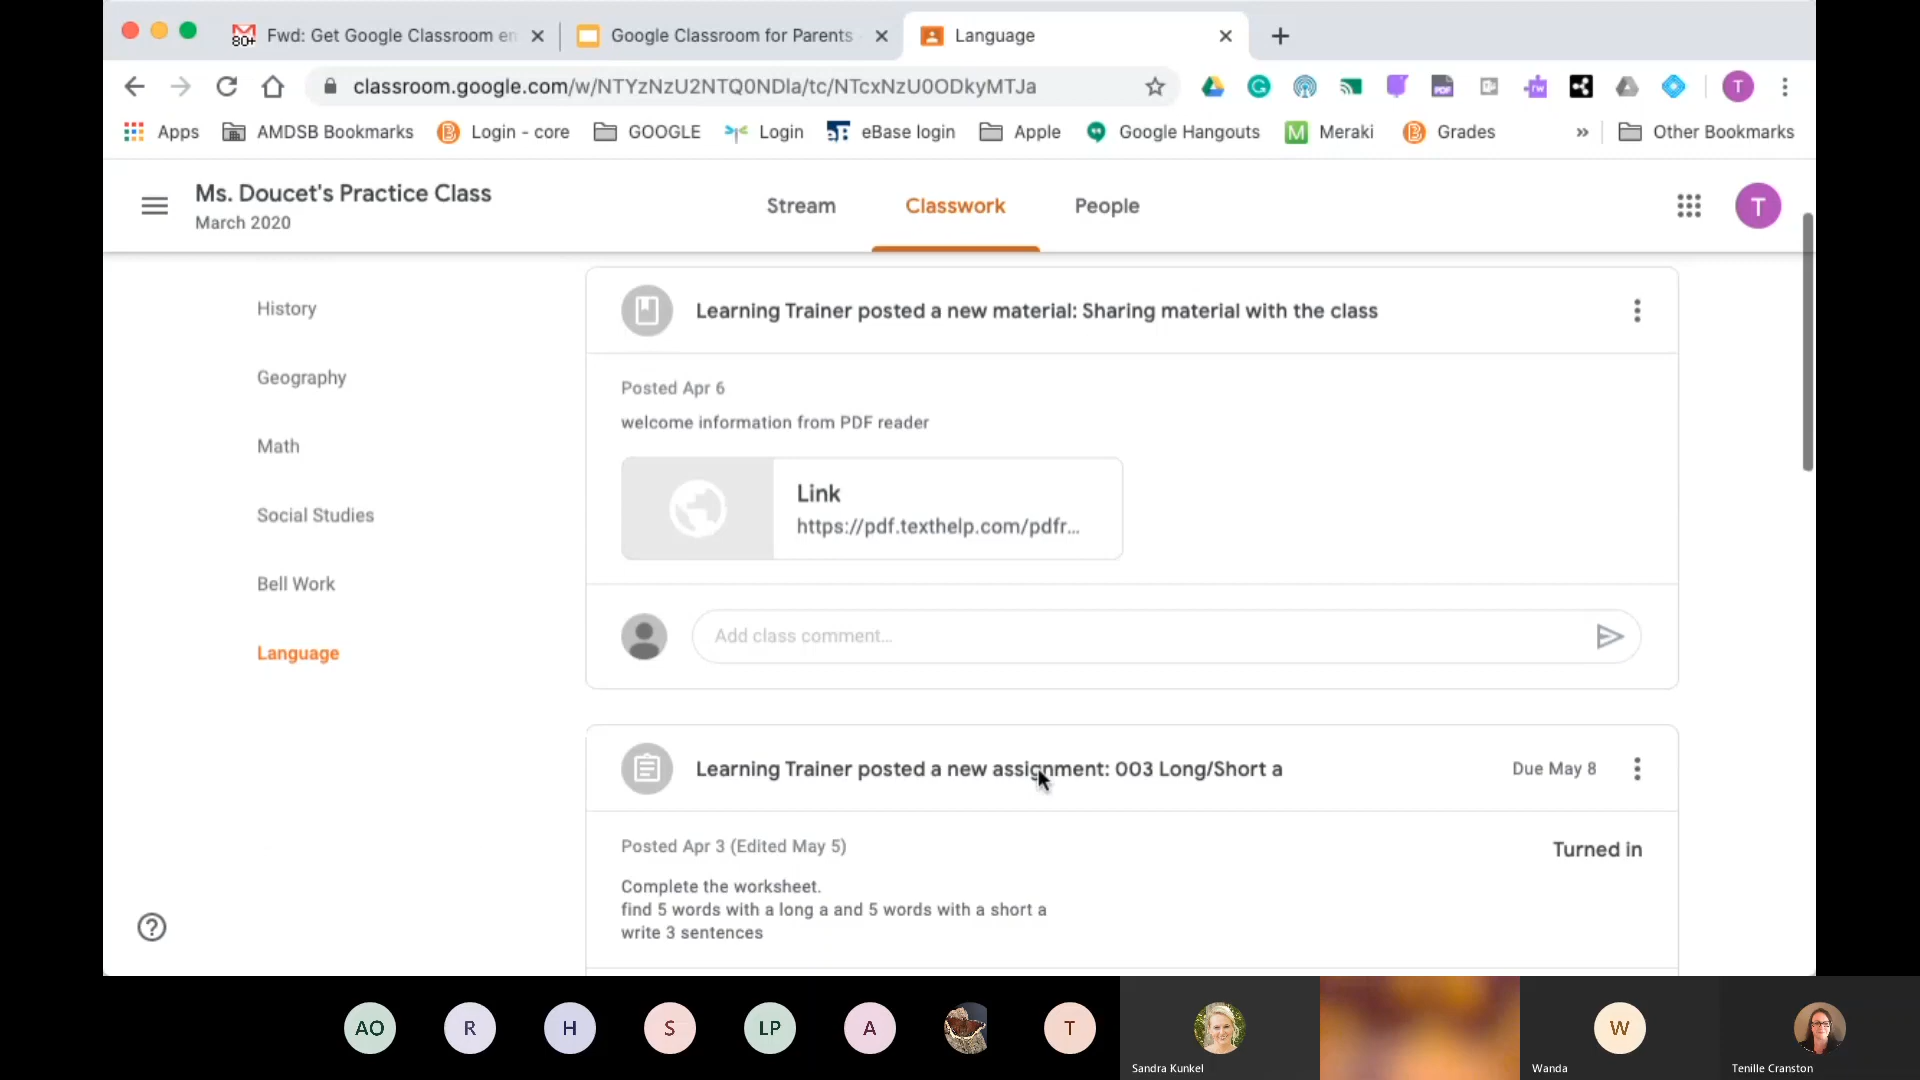 80+
Fwd: Get Google Classroom em
Google Classroom for Parents
Language
classroom.google.com/w/NTYzNzU2NTQ0NDla/tc/NTcxNzU0ODkyMTJa
T
Apps
AMDSB Bookmarks
Login - core
GOOGLE
Login
eBase login
Apple
Google Hangouts
M
Meraki
Grades
»
Other Bookmarks
Ms. Doucet's Practice Class
March 2020
Stream
Classwork
People
T
History
Geography
Math
Social Studies
Bell Work
Language
Learning Trainer posted a new material: Sharing material with the class
Posted Apr 6
welcome information from PDF reader
Link
https://pdf.texthelp.com/pdfr...
Add class comment...
Learning Trainer posted a new assignment: 003 Long/Short a
Due May 8
Posted Apr 3 (Edited May 5)
Turned in
Complete the worksheet.
find 5 words with a long a and 5 words with a short a
write 3 sentences
AO
R
H
S
LP
A
T
W
Sandra Kunkel
Wanda
Tenille Cranston